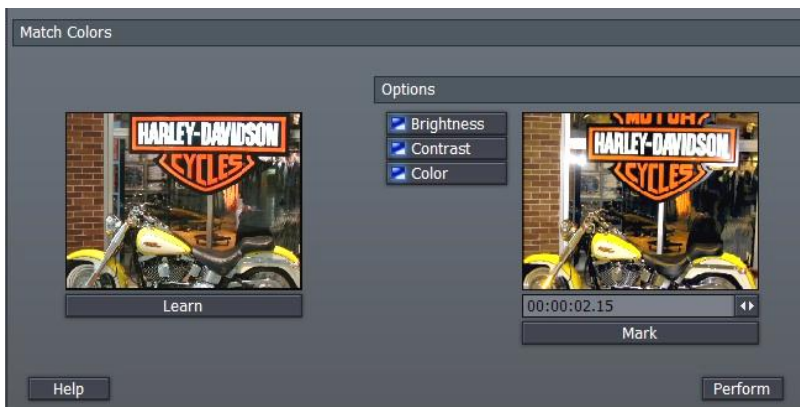 Match Colors
Options
HARLEY-DAVIDSON
CYCLES
Learn
Brightness
Contrast
Color
MOTOR
HARLEY-DAVIDSON
CYCLES
00:00:02.15
Mark
Help
Perform